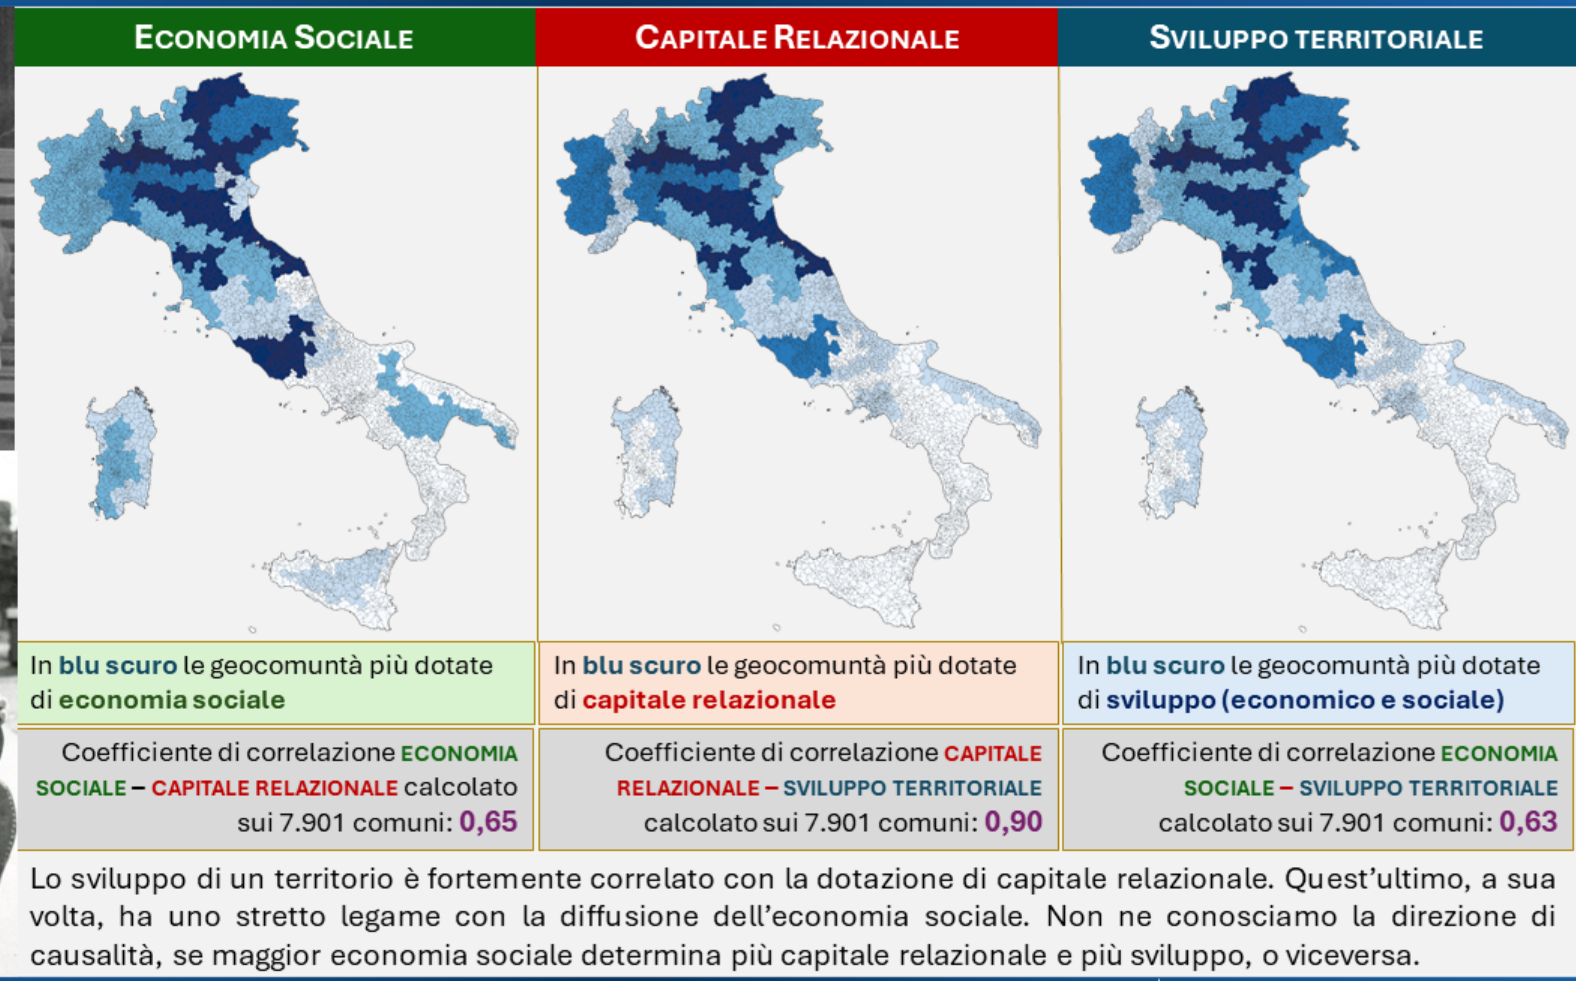 ECONOMIA SOCIALE
CAPITALE RELAZIONALE
SVILUPPO TERRITORIALE
In blu scuro le geocomuntà più dotate
di economia sociale
In blu scuro le geocomuntà più dotate
di capitale relazionale
In blu scuro le geocomuntà più dotate
di sviluppo (economico e sociale)
Coefficiente di correlazione ECONOMIA
SOCIALE – CAPITALE RELAZIONALE calcolato
sui 7.901 comuni: 0,65
Coefficiente di correlazione CAPITALE
RELAZIONALE – SVILUPPO TERRITORIALE
calcolato sui 7.901 comuni: 0,90
Coefficiente di correlazione ECONOMIA
SOCIALE – SVILUPPO TERRITORIALE
calcolato sui 7.901 comuni: 0,63
Lo sviluppo di un territorio è fortemente correlato con la dotazione di capitale relazionale. Quest’ultimo, a sua
volta, ha uno stretto legame con la diffusione dell’economia sociale. Non ne conosciamo la direzione di
causalità, se maggior economia sociale determina più capitale relazionale e più sviluppo, o viceversa.